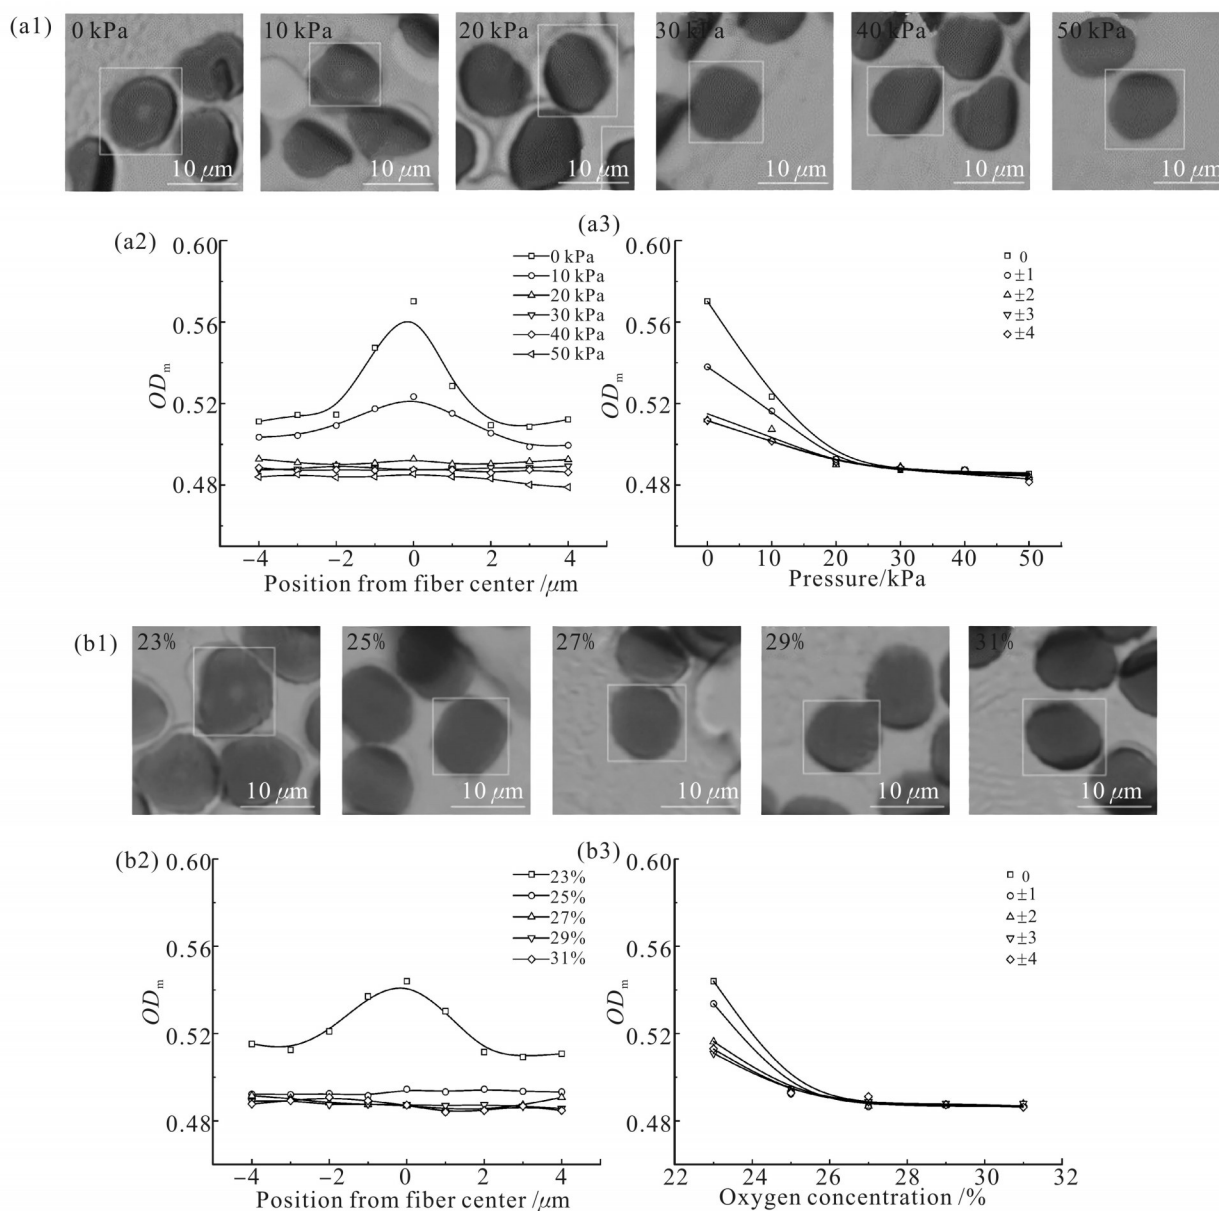 (a1)
0 kPa
10 kPa
20 kPa
30 kPa
40 kPa
50 kPa
10 μm
10 μm
10 μm
10 μm
10 μm
10 μm
(a2)
0.60
0.56
0.52
0.48
ODm
0 kPa
10 kPa
20 kPa
30 kPa
40 kPa
50 kPa
−4
−2
0
2
4
Position from fiber center /μm
(a3)
0.60
0.56
0.52
0.48
ODm
0
±1
±2
±3
±4
0
10
20
30
40
50
Pressure/kPa
(b1)
23%
25%
27%
29%
31%
10 μm
10 μm
10 μm
10 μm
10 μm
(b2)
0.60
0.56
0.52
0.48
ODm
23%
25%
27%
29%
31%
−4
−2
0
2
4
Position from fiber center /μm
(b3)
0.60
0.56
0.52
0.48
ODm
0
±1
±2
±3
±4
22
24
26
28
30
32
Oxygen concentration /%